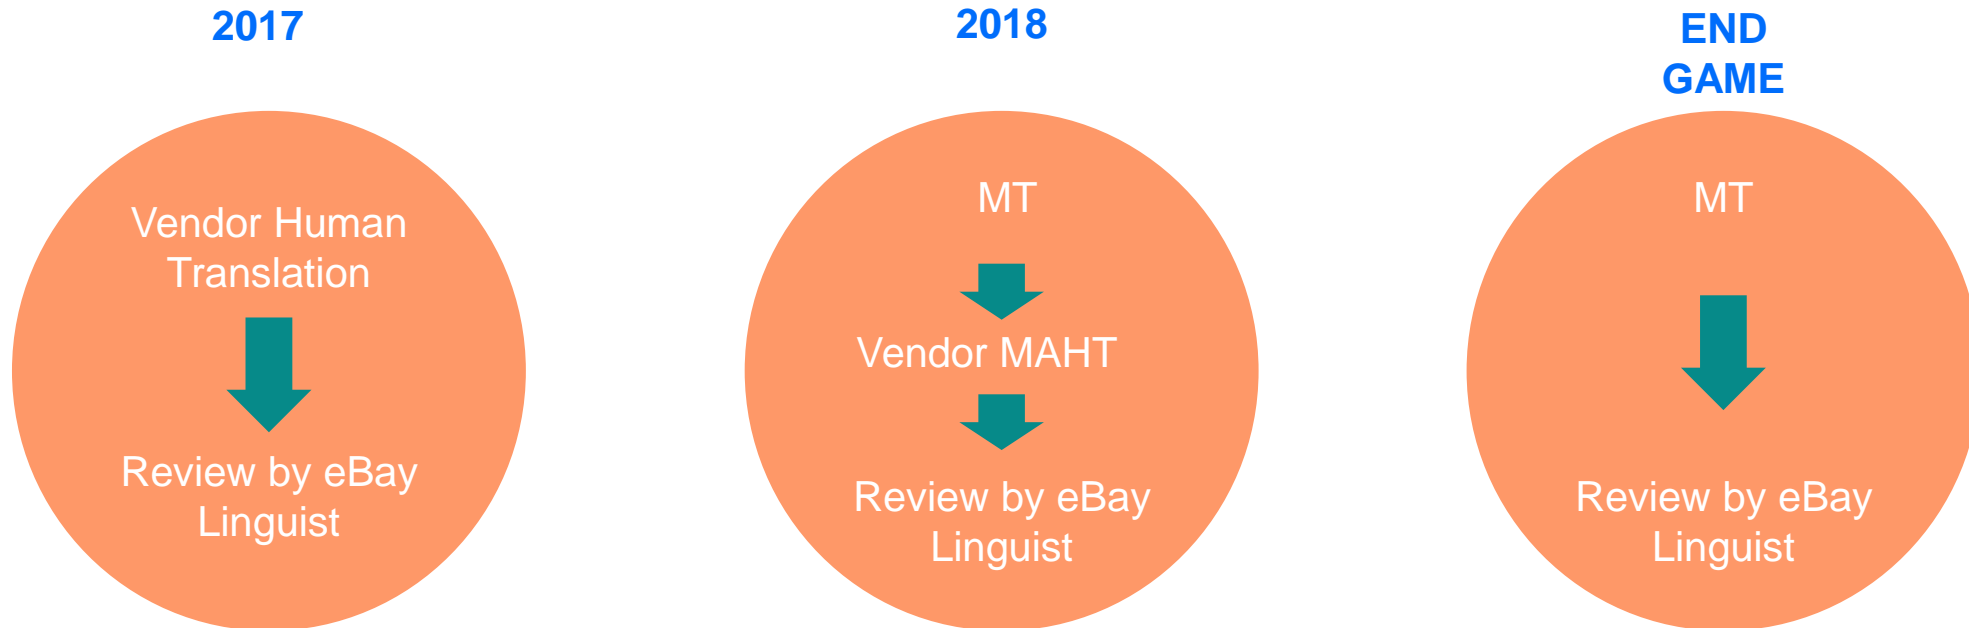 2017
Vendor Human
Translation
Review by eBay
Linguist
2018
MT
Vendor MAHT
Review by eBay
Linguist
END
GAME
MT
Review by eBay
Linguist